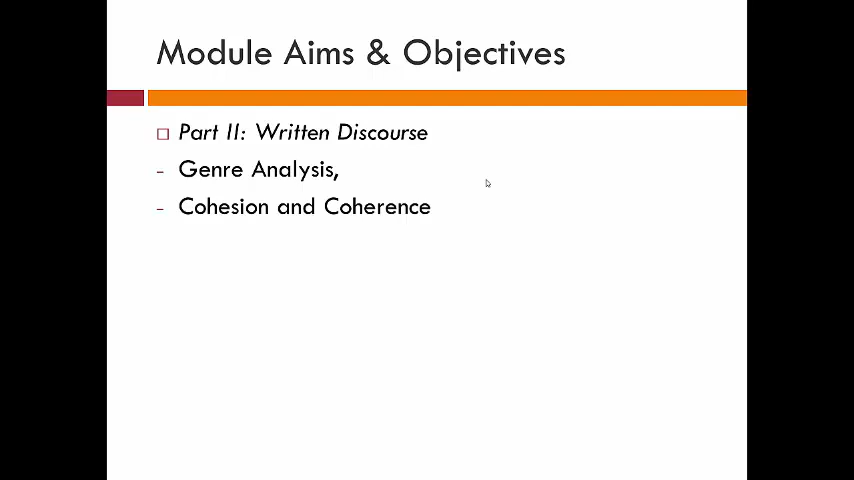 Module Aims & Objectives
Part II: Written Discourse
- Genre Analysis,
- Cohesion and Coherence